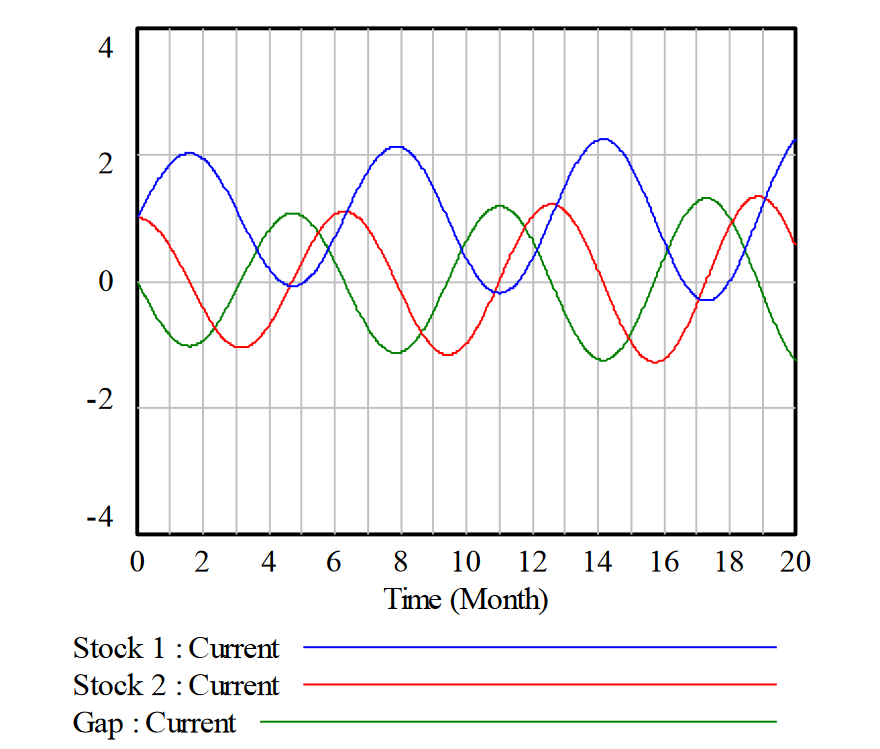 4
2
0
-2
-4
0 2 4 6 8 10 12 14 16 18 20
Time (Month)
Stock 1 : Current
Stock 2 : Current
Gap : Current